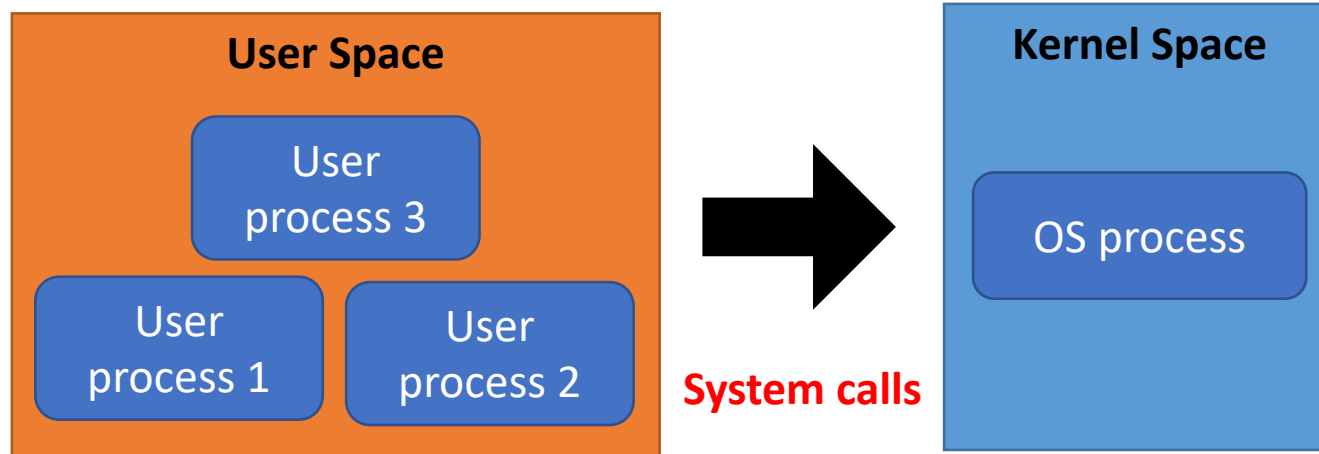 User Space
User
process 3
User
process 1
User
process 2
System calls
Kernel Space
OS process